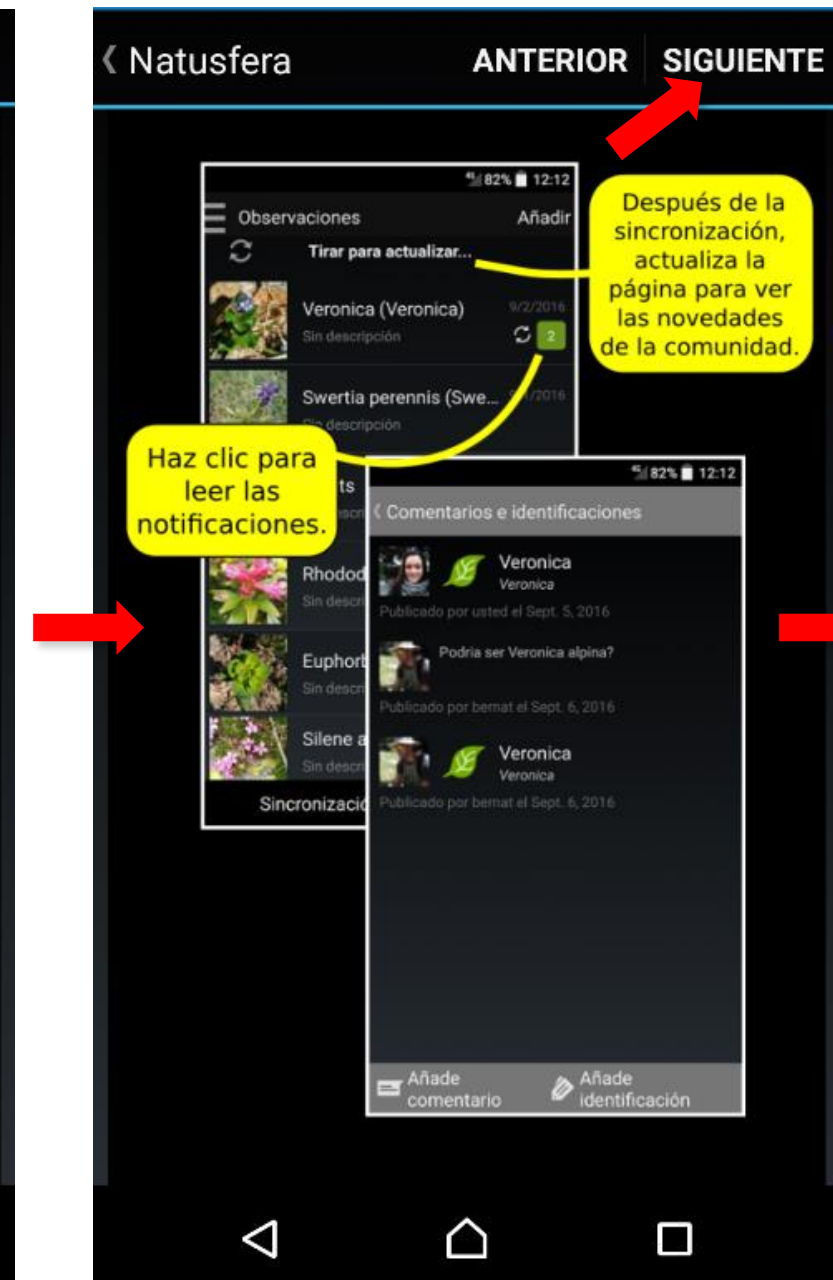 Natusfera
ANTERIOR
SIGUIENTE
82% 12:12
Observaciones
Añadir
Tirar para actualizar...
Después de la
sincronización,
actualiza la
página para ver
las novedades
de la comunidad.
Veronica (Veronica)
9/2/2016
Sin descripción
2
Swertia perennis (Swe...
/2016
descripción
Haz clic para
leer las
notificaciones.
ts
Rhodod
Sin descri
Euphorb
Sin descri
Silene a
Sin descri
Sincronizació
82% 12:12
Comentarios e identificaciones
Veronica
Veronica
Publicado por usted el Sept. 5, 2016
Podria ser Veronica alpina?
Publicado por bernat el Sept. 6, 2016
Veronica
Veronica
Publicado por bernat el Sept. 6, 2016
Añade
comentario
Añade
identificación